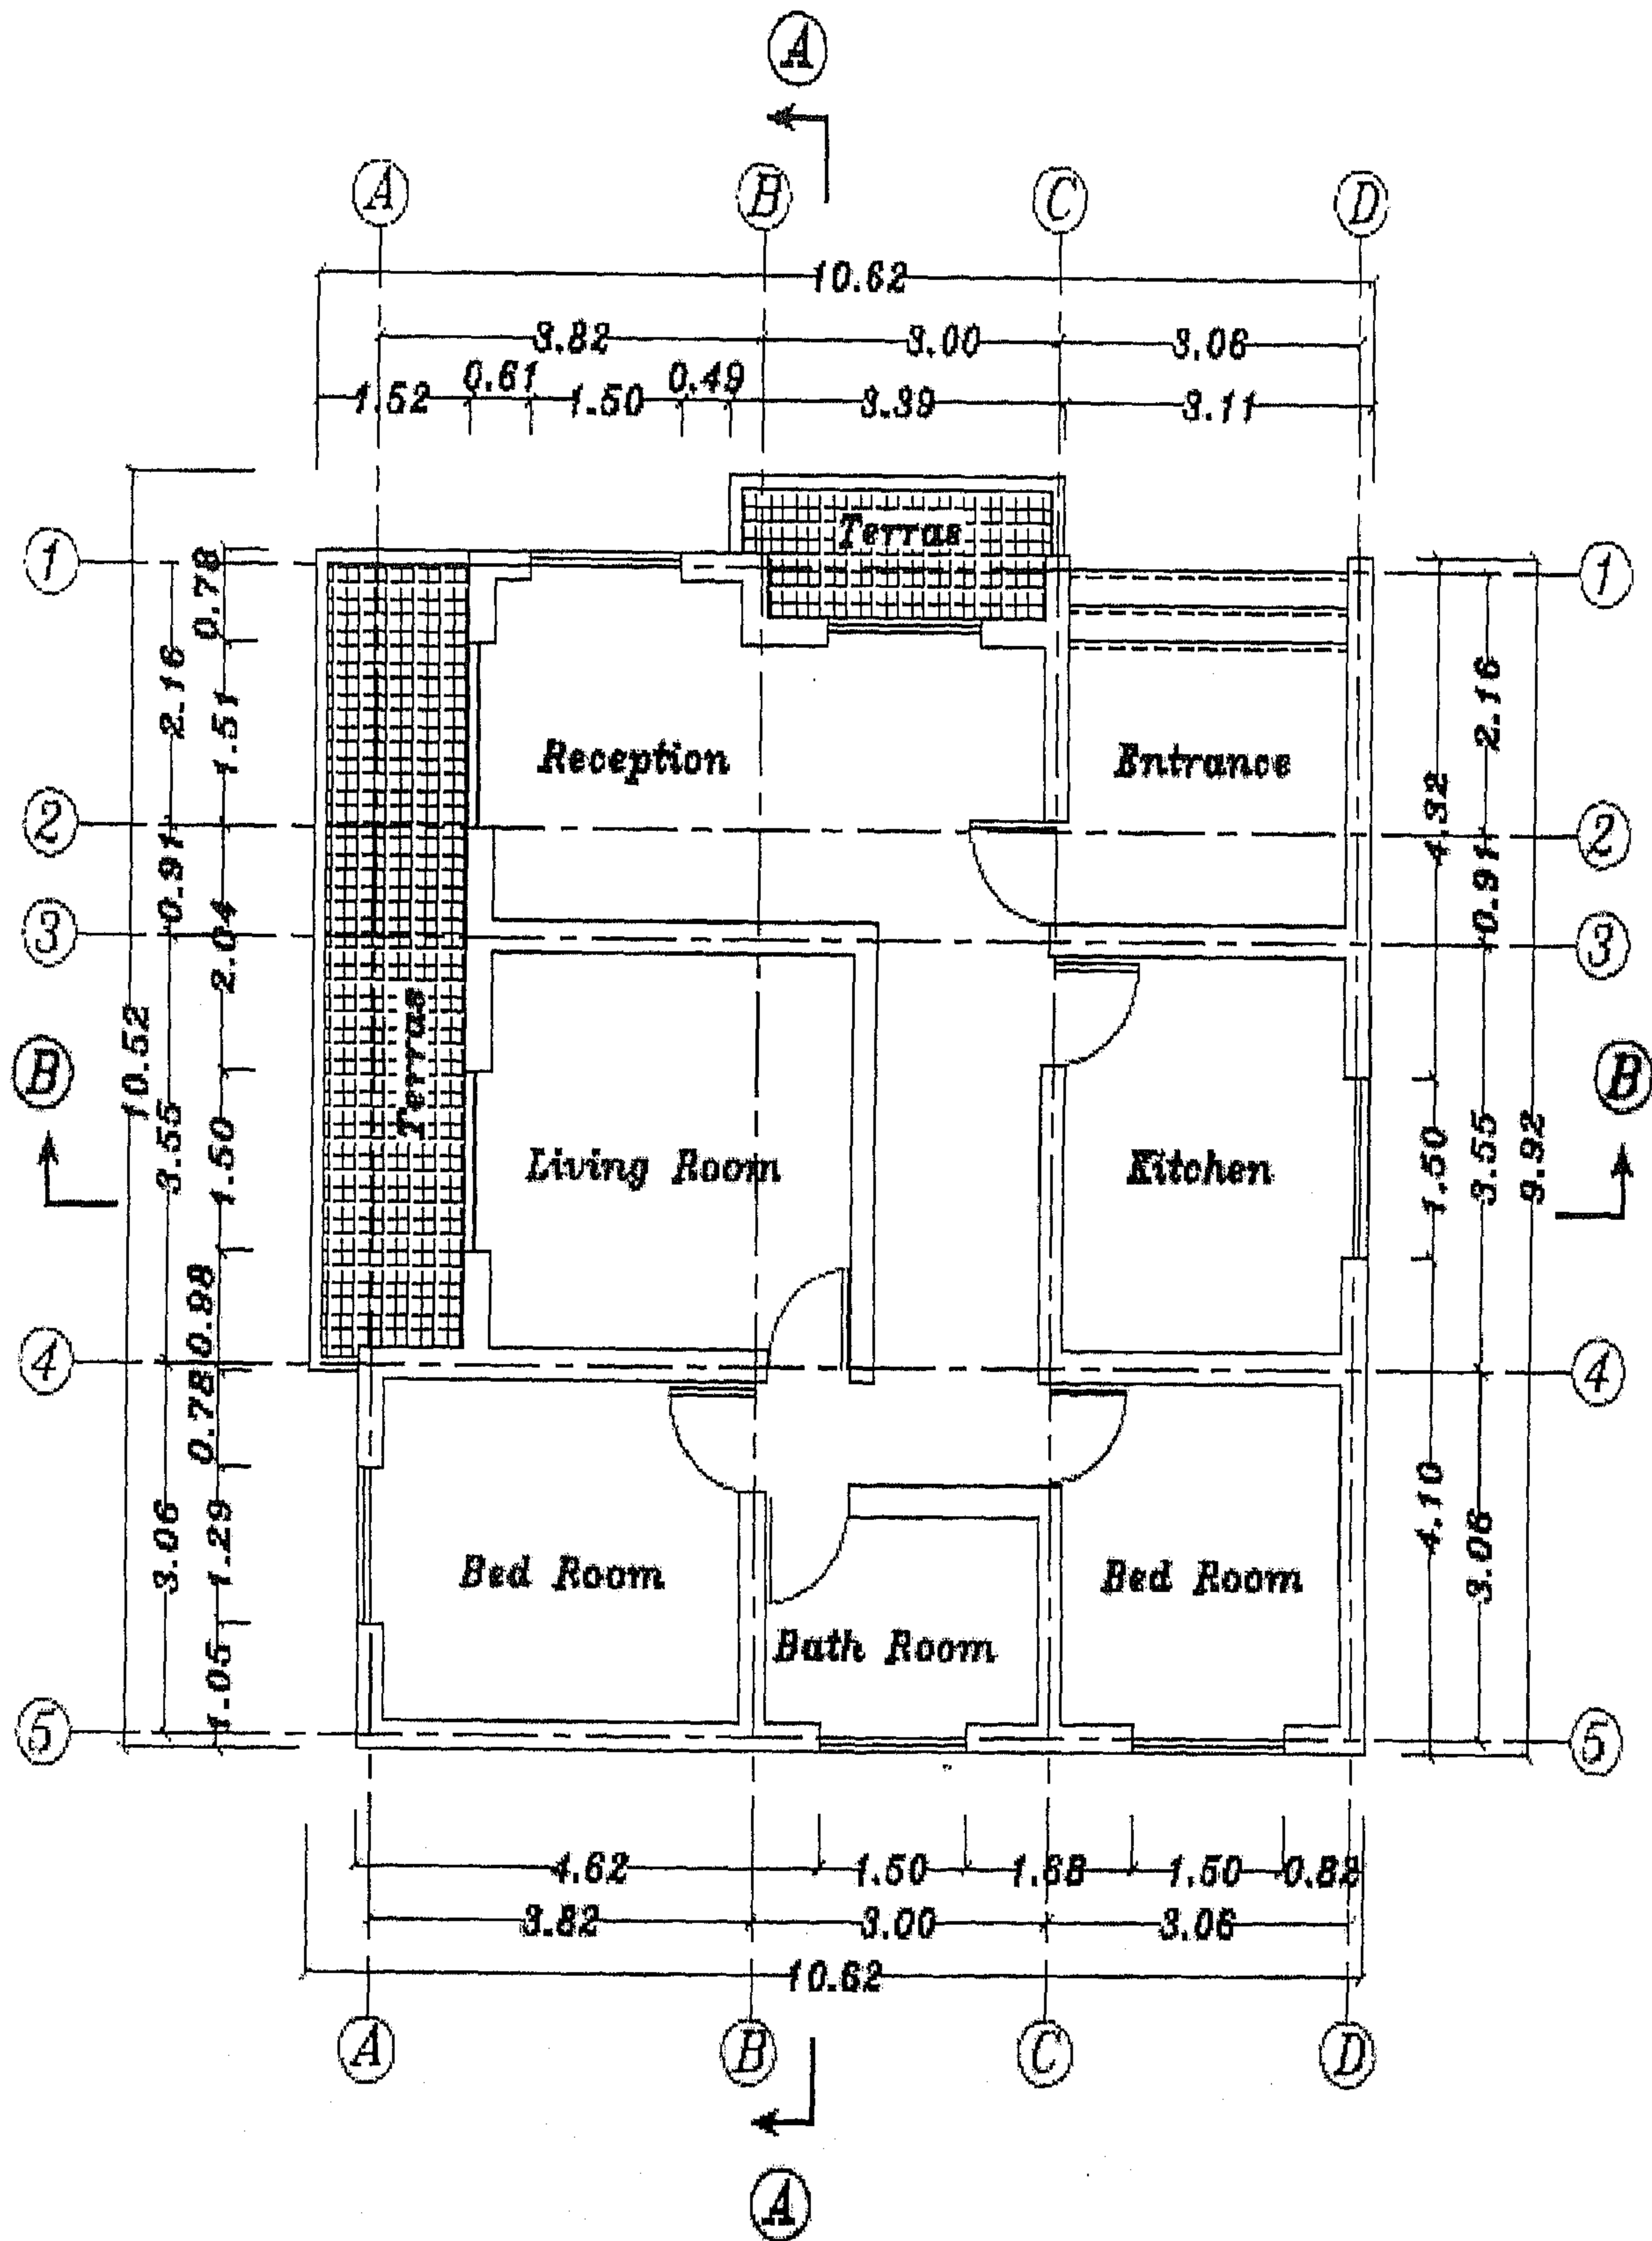 A
A B C D
10.62
3.82 3.00 3.06
0.61 0.49
1.52 1.50 3.39 3.11
Terras
1 1
0.78
2.16 2.16
1.51
Reception Entrance
4.32
2 2
0.91 0.91
2.04
3 3
10.52
Terras
B B
3.55 3.55 9.92
1.50 1.50
Living Room Kitchen
0.98
4 4
0.78
4.10
3.06 3.06
1.29
Bed Room Bed Room
Bath Room
1.05
5 5
4.62 1.50 1.68 1.50 0.82
3.82 3.00 3.06
10.62
A B C D
A